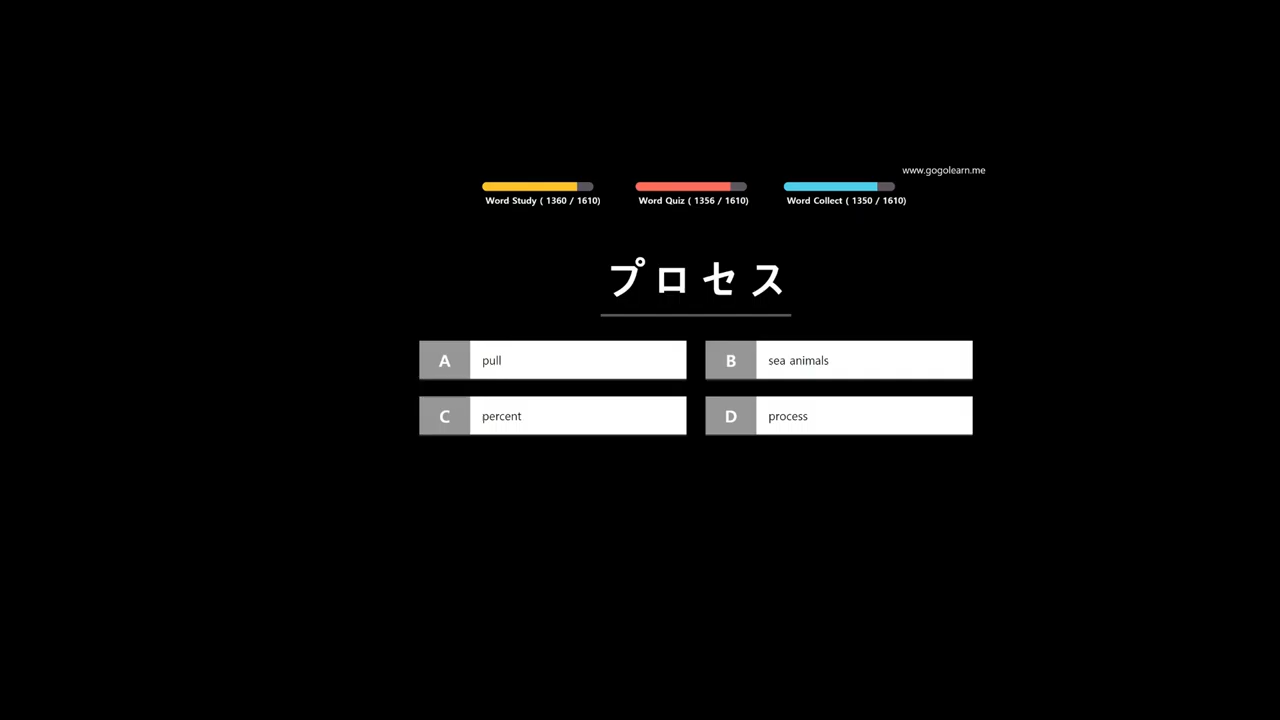 www.gogolearn.me
Word Study ( 1360 / 1610)
Word Quiz ( 1356 / 1610)
Word Collect ( 1350 / 1610)
プロセス
A pull
B sea animals
C percent
D process